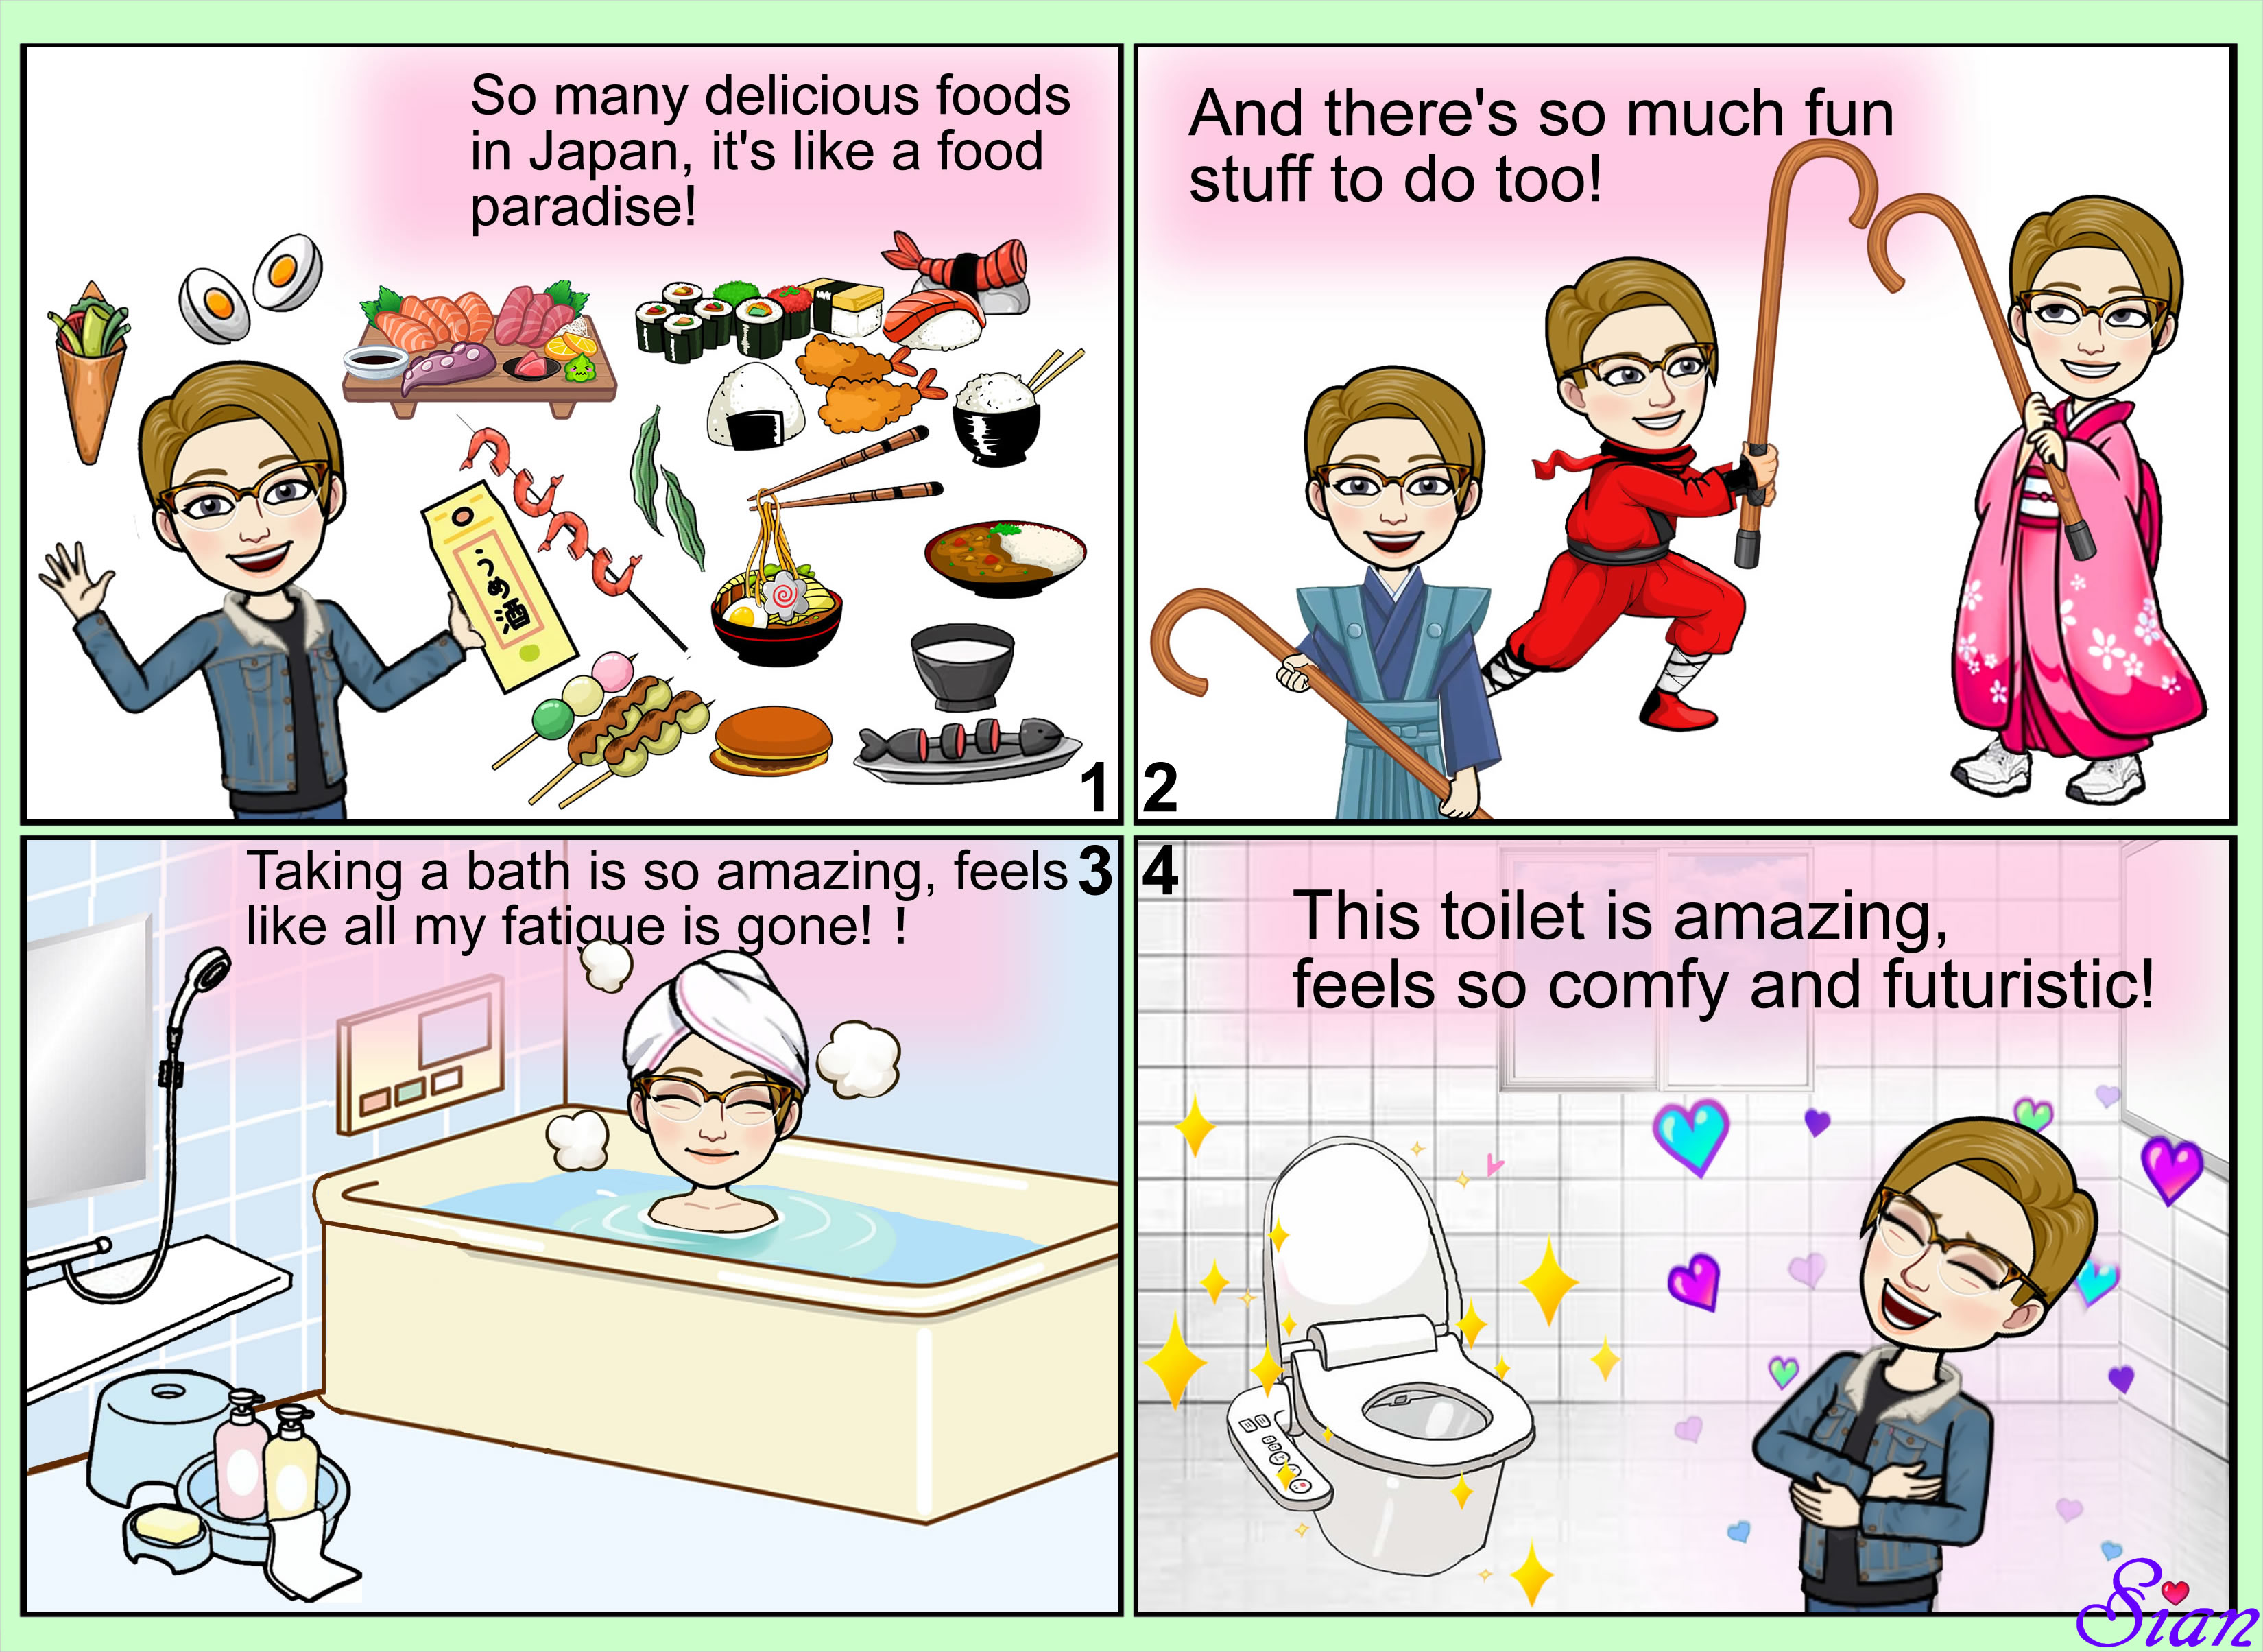 So many delicious foods
in Japan, it's like a food
paradise!
うめ酒
1
And there's so much fun
stuff to do too!
2
Taking a bath is so amazing, feels
like all my fatigue is gone! !
3
4
This toilet is amazing,
feels so comfy and futuristic!
Sian